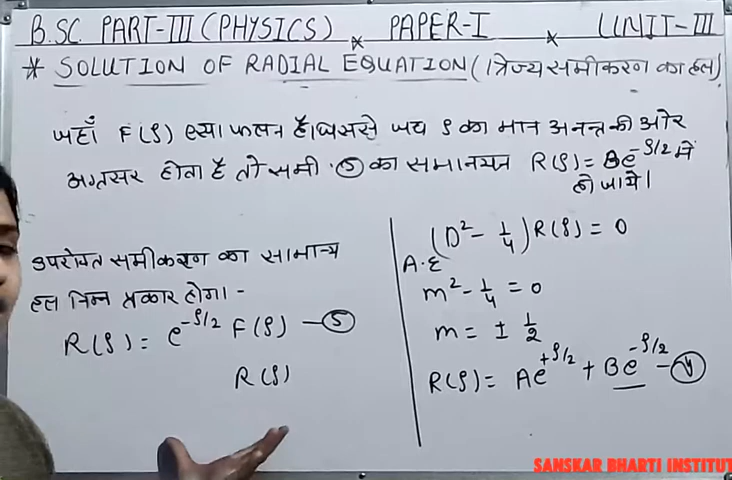 B.SC. PART-III (PHYSICS) * PAPER-I * UNIT-III
* SOLUTION OF RADIAL EQUATION (त्रिज्य समीकरण का हल)
जहाँ F(ρ) ऐसा फलन है। जिससे जब ρ का मान अनन्त की ओर
अग्रसर होता है तो समी. ⑤ का समानयन R(ρ) = Be^{-ρ/2} में
हो जाये।
उपरोक्त समीकरण का सामान्य
हल निम्न प्रकार होगा -
R(ρ) = e^{-ρ/2} F(ρ) - ⑤
R(ρ)
(D² - 1/4) R(ρ) = 0
A.E
m² - 1/4 = 0
m = ± 1/2
R(ρ) = Ae^{+ρ/2} + Be^{-ρ/2} - ④
SANSKAR BHARTI INSTITUT